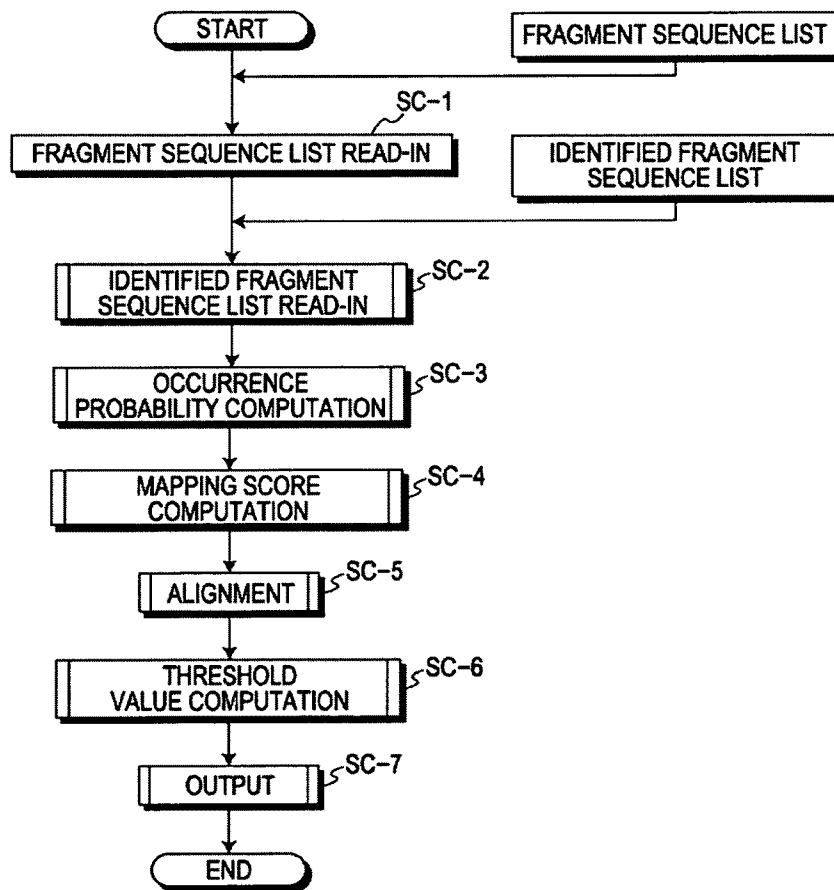 START
FRAGMENT SEQUENCE LIST
SC-1
FRAGMENT SEQUENCE LIST READ-IN
IDENTIFIED FRAGMENT
SEQUENCE LIST
IDENTIFIED FRAGMENT
SEQUENCE LIST READ-IN
SC-2
OCCURRENCE
PROBABILITY COMPUTATION
SC-3
MAPPING SCORE
COMPUTATION
SC-4
ALIGNMENT
SC-5
THRESHOLD
VALUE COMPUTATION
SC-6
OUTPUT
SC-7
END